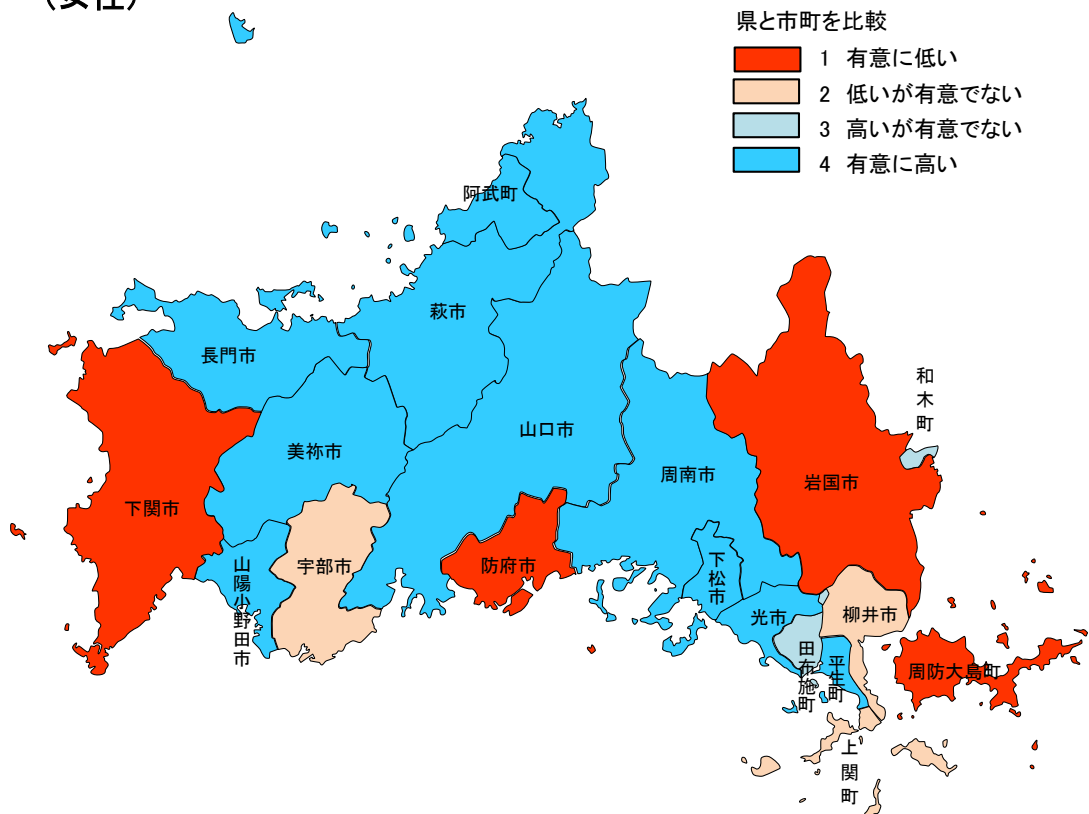 （女性）
県と市町を比較
1 有意に低い
2 低いが有意でない
3 高いが有意でない
4 有意に高い
阿武町
萩市
長門市
和木町
山口市
美祢市
周南市
岩国市
下関市
山陽小野田市
宇部市
防府市
下松市
光市
柳井市
田布施町
平生町
周防大島町
上関町